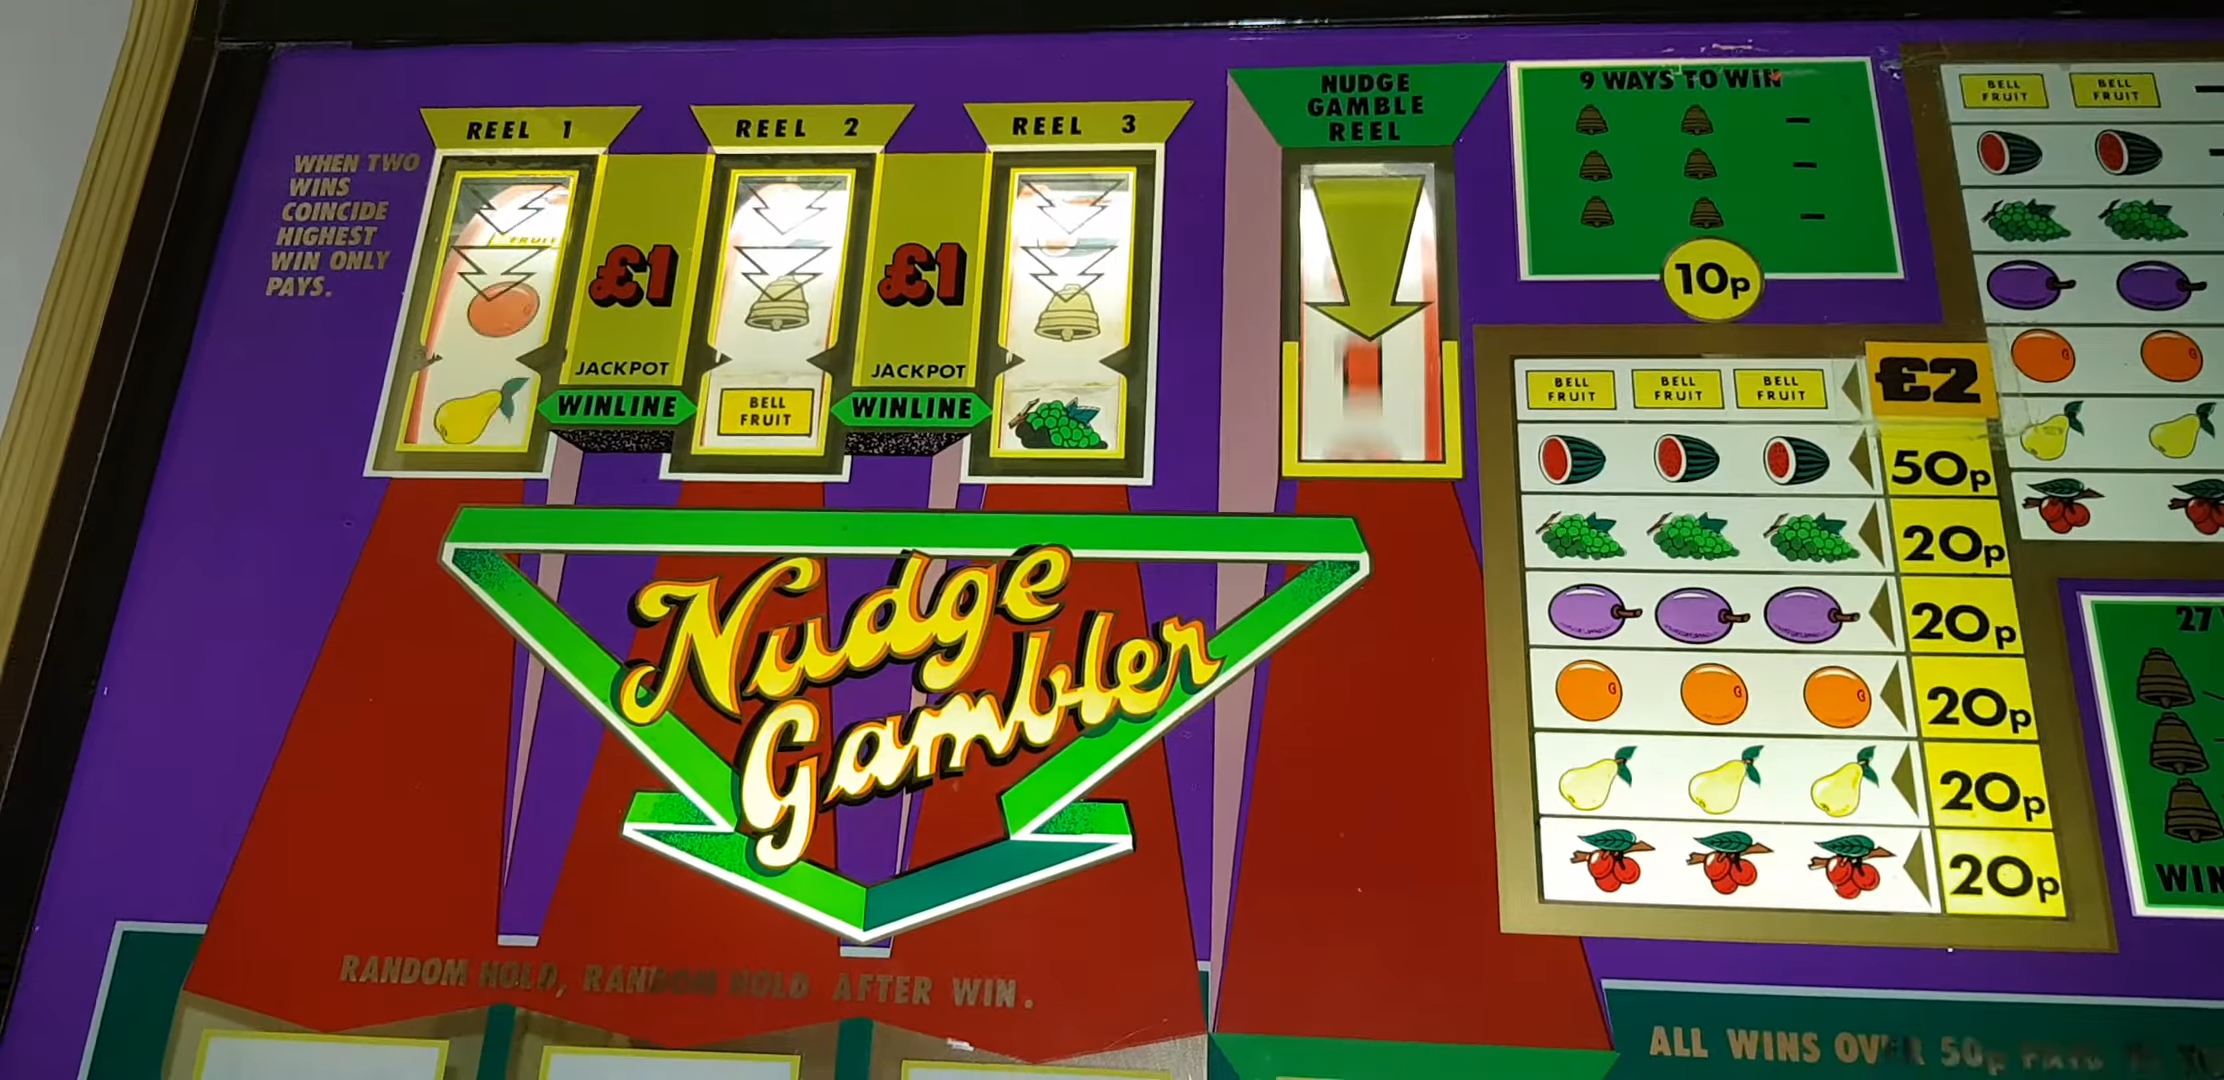 WHEN TWO
WINS
COINCIDE
HIGHEST
WIN ONLY
PAYS.
REEL 1
REEL 2
REEL 3
FRUIT
£1
£1
JACKPOT
JACKPOT
WINLINE
WINLINE
BELL
FRUIT
NUDGE
GAMBLE
REEL
9 WAYS TO WIN
10p
BELL
FRUIT
BELL
FRUIT
BELL
FRUIT
BELL
FRUIT
BELL
FRUIT
£2
50p
20p
20p
20p
20p
20p
27
WIN
Nudge
Gambler
RANDOM HOLD, RANDOM HOLD AFTER WIN.
ALL WINS OVER 50p